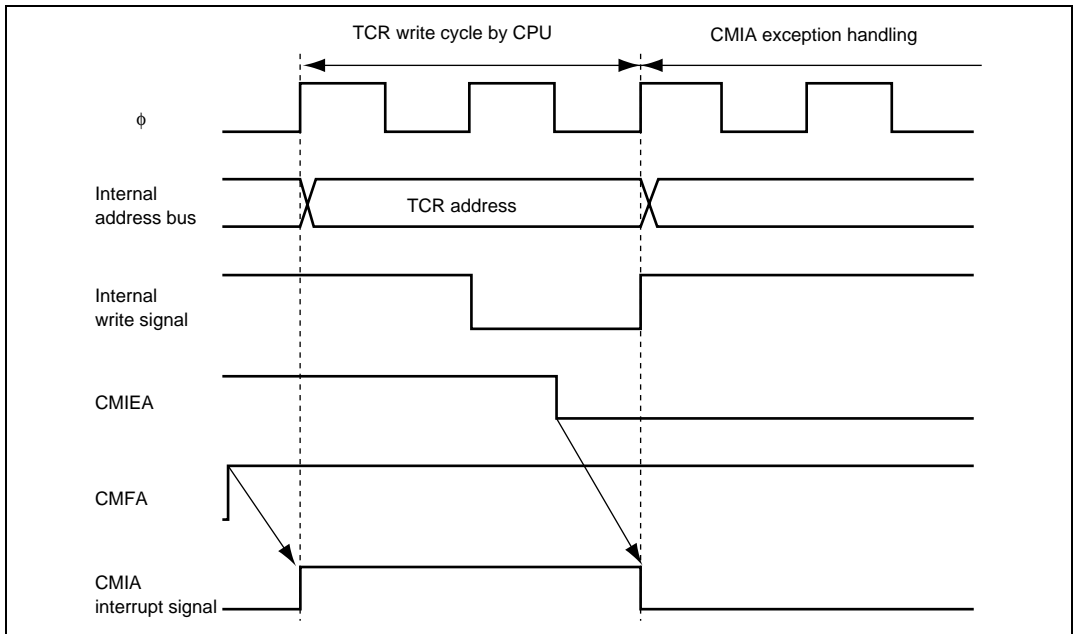 TCR write cycle by CPU
CMIA exception handling
ϕ
Internal
address bus
TCR address
Internal
write signal
CMIEA
CMFA
CMIA
interrupt signal